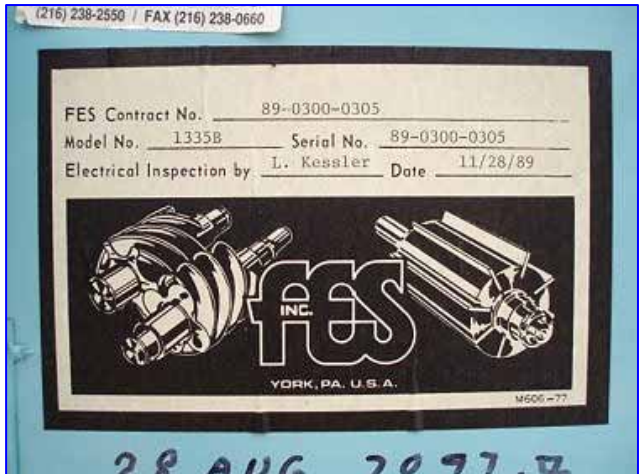 (216) 238-2550 / FAX (216) 238-0660
FES Contract No. 89-0300-0305
Model No. 1335B Serial No. 89-0300-0305
Electrical Inspection by L. Kessler Date 11/28/89
INC.
FES
YORK, PA. U.S.A.
M606-77
28 AUG